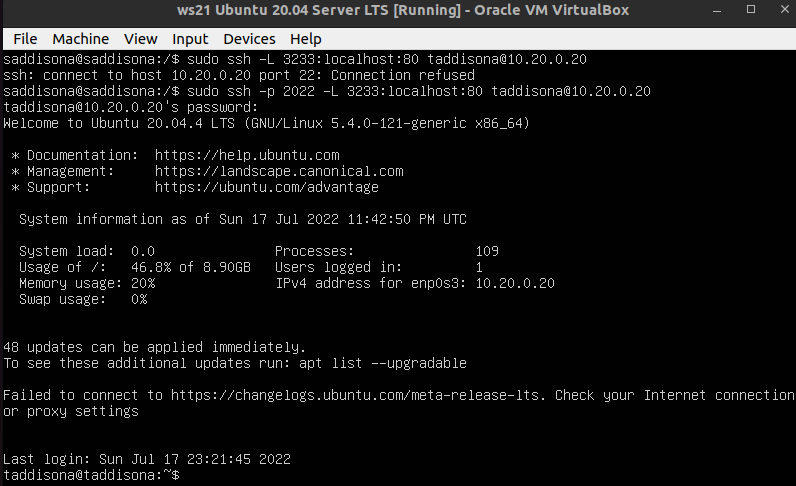 ws21 Ubuntu 20.04 Server LTS [Running] - Oracle VM VirtualBox
File Machine View Input Devices Help
saddisona@saddisona:/$ sudo ssh -L 3233:localhost:80 taddisona@10.20.0.20
ssh: connect to host 10.20.0.20 port 22: Connection refused
saddisona@saddisona:/$ sudo ssh -p 2022 -L 3233:localhost:80 taddisona@10.20.0.20
taddisona@10.20.0.20's password:
Welcome to Ubuntu 20.04.4 LTS (GNU/Linux 5.4.0-121-generic x86_64)
* Documentation: https://help.ubuntu.com
* Management: https://landscape.canonical.com
* Support: https://ubuntu.com/advantage
System information as of Sun 17 Jul 2022 11:42:50 PM UTC
System load: 0.0 Processes: 109
Usage of /: 46.8% of 8.90GB Users logged in: 1
Memory usage: 20% IPv4 address for enp0s3: 10.20.0.20
Swap usage: 0%
48 updates can be applied immediately.
To see these additional updates run: apt list --upgradable
Failed to connect to https://changelogs.ubuntu.com/meta-release-lts. Check your Internet connection
or proxy settings
Last login: Sun Jul 17 23:21:45 2022
taddisona@taddisona:~$